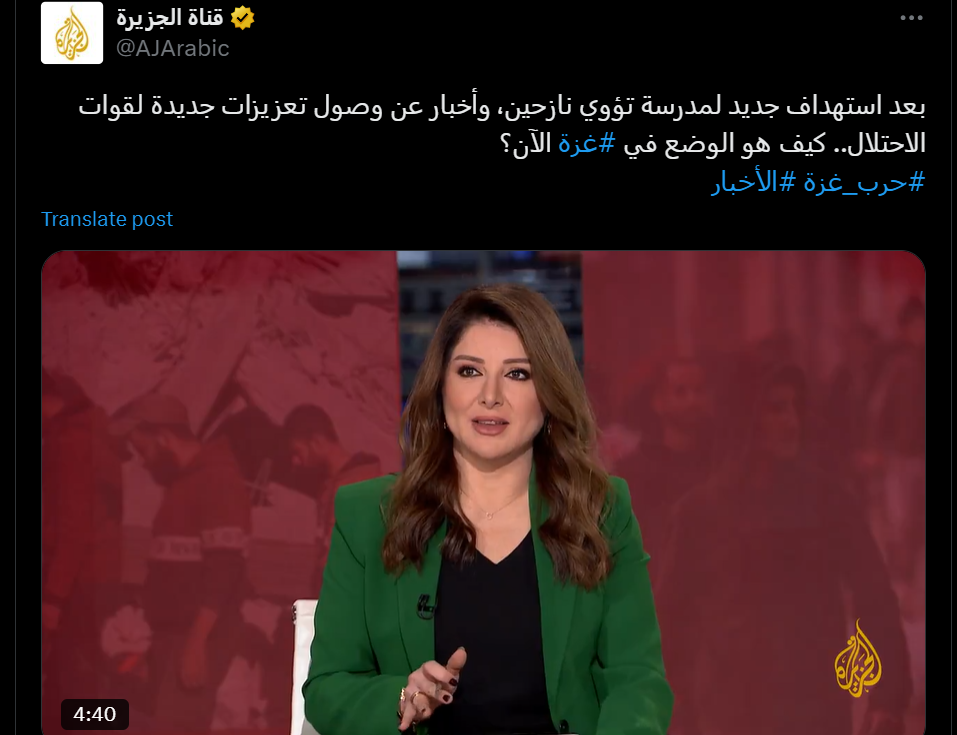 قناة الجزيرة
@AJArabic
بعد استهداف جديد لمدرسة تؤوي نازحين، وأخبار عن وصول تعزيزات جديدة لقوات
الاحتلال.. كيف هو الوضع في #غزة الآن؟
#حرب_غزة #الأخبار
Translate post
الجزيرة
4:40